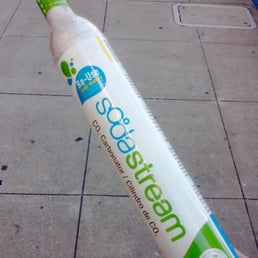 Re-Use
sodastream
CO₂ Carbonator / Cilindro de CO₂